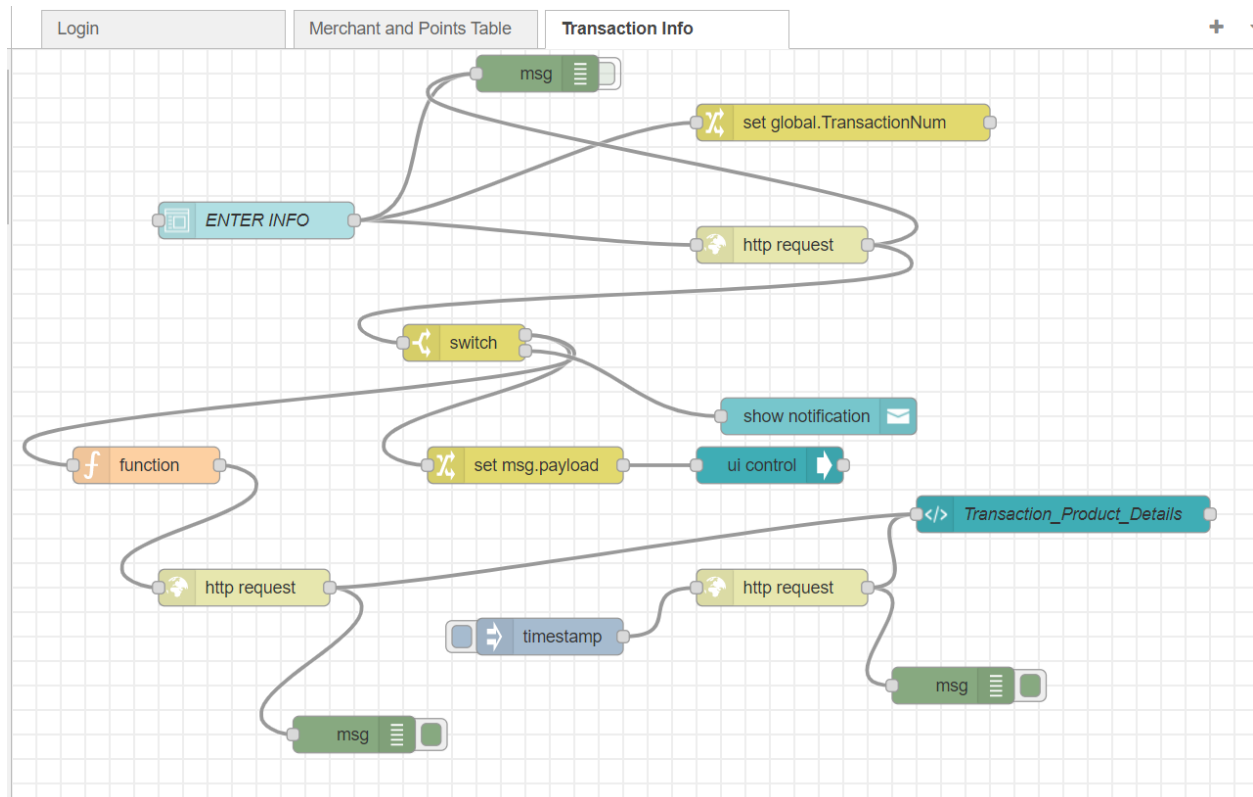 Login
Merchant and Points Table
Transaction Info
msg
set global.TransactionNum
ENTER INFO
http request
switch
show notification
function
set msg.payload
ui control
Transaction_Product_Details
http request
http request
timestamp
msg
msg